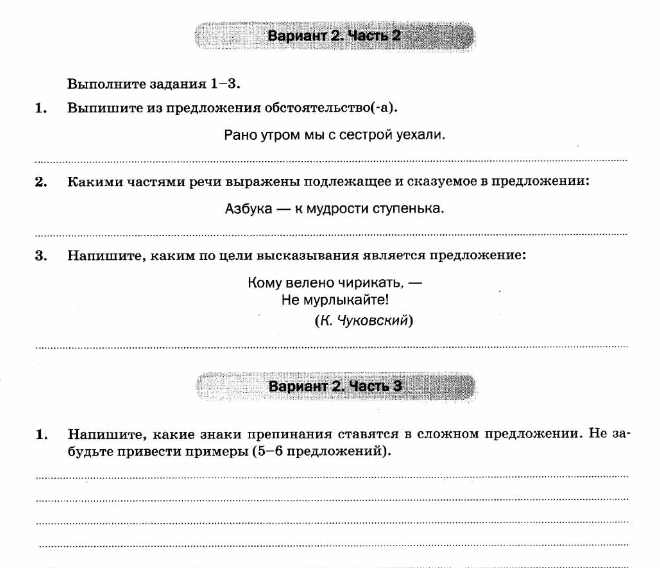 Вариант 2. Часть 2
Выполните задания 1–3.
1. Выпишите из предложения обстоятельство(-а).
Рано утром мы с сестрой уехали.
2. Какими частями речи выражены подлежащее и сказуемое в предложении:
Азбука — к мудрости ступенька.
3. Напишите, каким по цели высказывания является предложение:
Кому велено чирикать, —
Не мурлыкайте!
(К. Чуковский)
Вариант 2. Часть 3
1. Напишите, какие знаки препинания ставятся в сложном предложении. Не за-
будьте привести примеры (5–6 предложений).